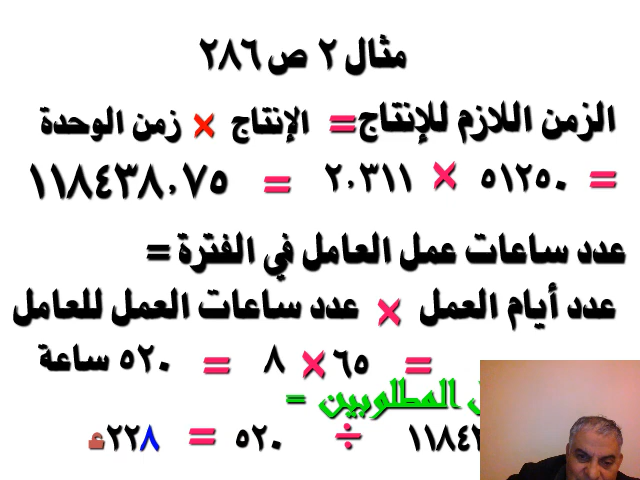 مثال ٢ ص ٢٨٦
الزمن اللازم للإنتاج = الإنتاج × زمن الوحدة
= ٥١٢٥٠ × ٢,٣١١ = ١١٨٤٣٨,٧٥
عدد ساعات عمل العامل في الفترة =
عدد أيام العمل × عدد ساعات العمل للعامل
= ٦٥ × ٨ = ٥٢٠ ساعة
المطلوبين =
÷ ٥٢٠ = ٢٢٨